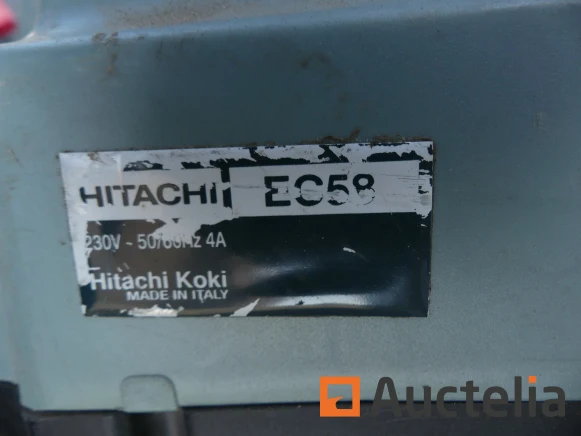 HITACHI EC58
230V ~ 50/60Hz 4A
Hitachi Koki
MADE IN ITALY
Auctelia